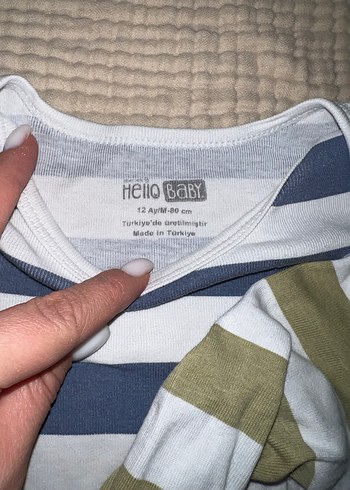 Hello BABY
12 Ay/M-80 cm
Türkiye'de üretilmiştir
Made in Türkiye